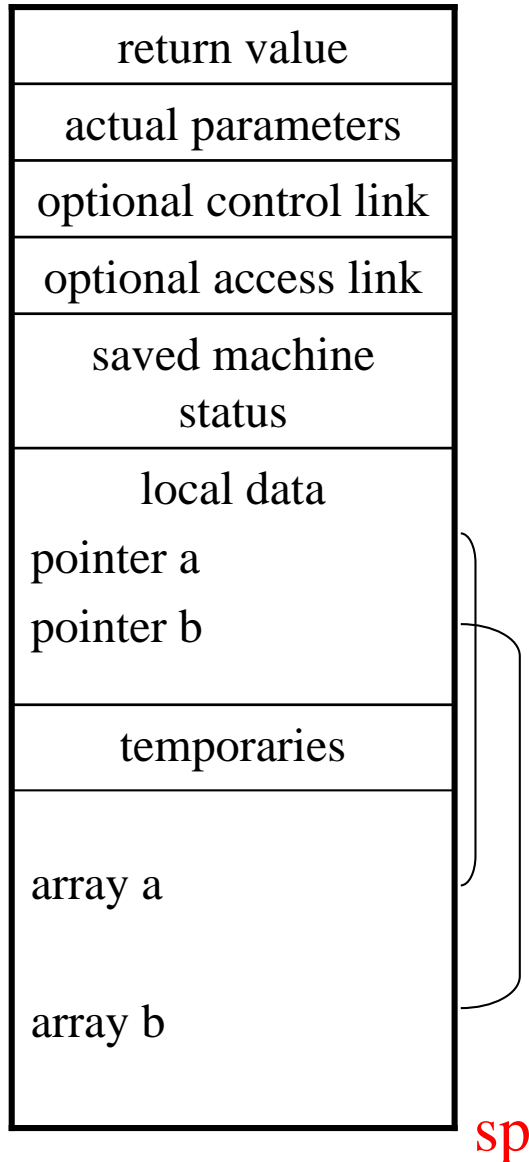 return value
actual parameters
optional control link
optional access link
saved machine
status
local data
pointer a
pointer b
temporaries
array a
array b
sp